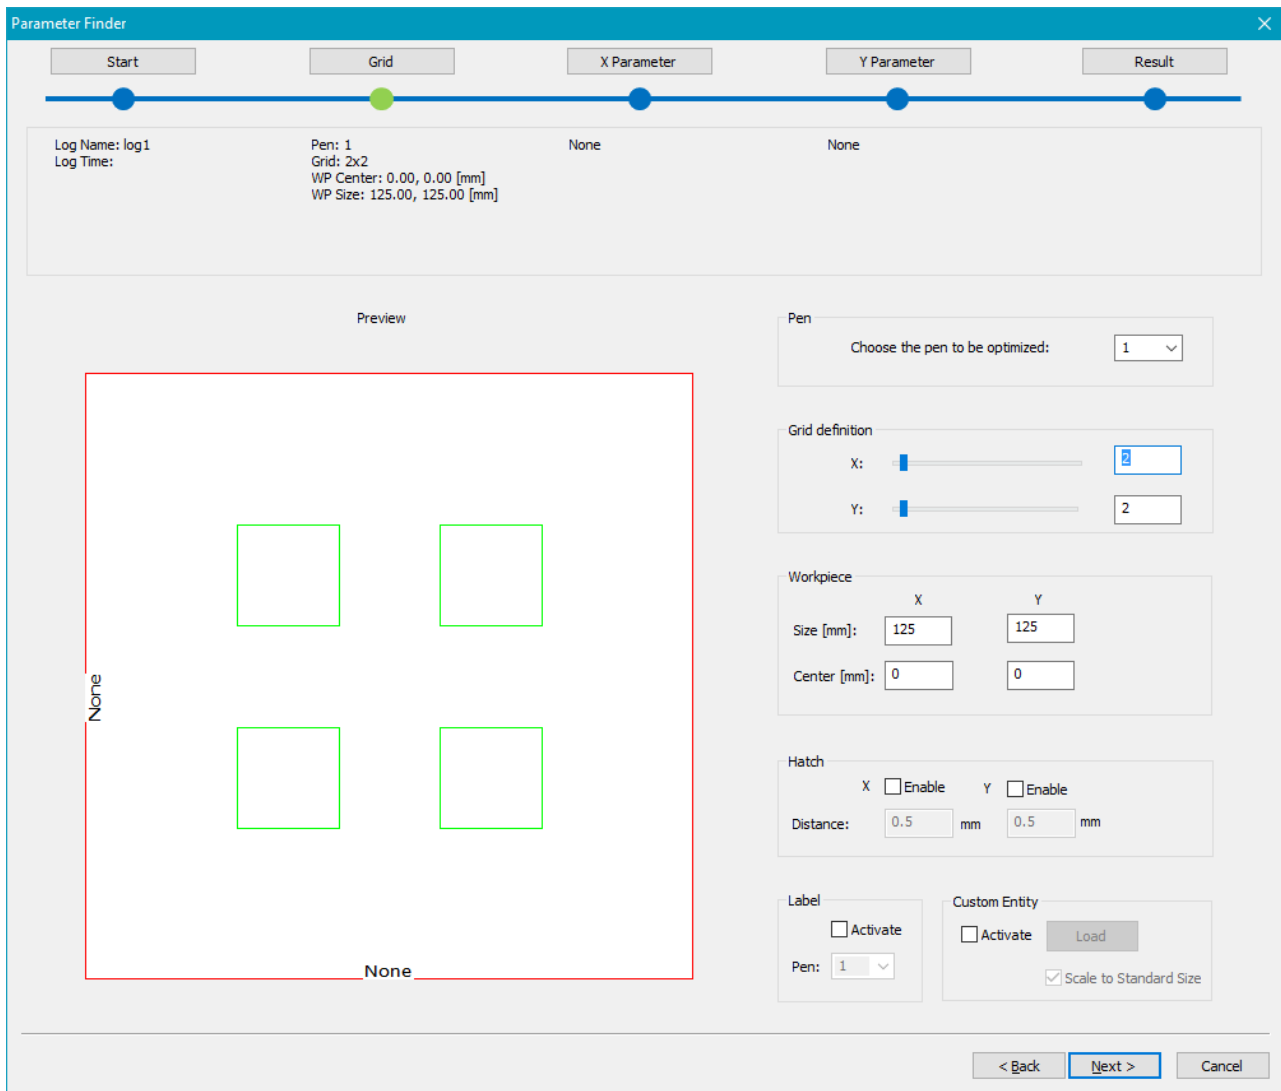 Parameter Finder
Start Grid X Parameter Y Parameter Result
Log Name: log1 Pen: 1 None None
Log Time: Grid: 2x2
WP Center: 0.00, 0.00 [mm]
WP Size: 125.00, 125.00 [mm]
Preview
None
None
Pen
Choose the pen to be optimized: 1
Grid definition
X: 2
Y: 2
Workpiece
X Y
Size [mm]: 125 125
Center [mm]: 0 0
Hatch
X Enable Y Enable
Distance: 0.5 mm 0.5 mm
Label
Activate
Pen: 1
Custom Entity
Activate Load
Scale to Standard Size
< Back Next > Cancel